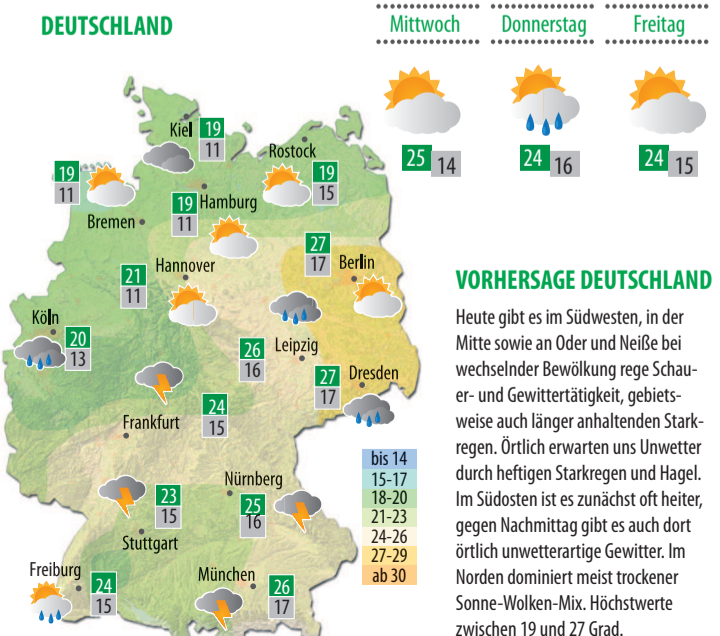 DEUTSCHLAND
Mittwoch Donnerstag Freitag
25 14 24 16 24 15
Kiel 19
11
Rostock
19
11
19
15
19 Hamburg
11
Bremen
27
17
Berlin
Hannover
21
11
Köln
20
13
26
16
Leipzig
27
17
Dresden
24
15
Frankfurt
Nürnberg
23
15
25
16
Stuttgart
Freiburg
24
15
München
26
17
bis 14
15-17
18-20
21-23
24-26
27-29
ab 30
VORHERSAGE DEUTSCHLAND
Heute gibt es im Südwesten, in der
Mitte sowie an Oder und Neiße bei
wechselnder Bewölkung rege Schau-
er- und Gewittertätigkeit, gebiets-
weise auch länger anhaltenden Stark-
regen. Örtlich erwarten uns Unwetter
durch heftigen Starkregen und Hagel.
Im Südosten ist es zunächst oft heiter,
gegen Nachmittag gibt es auch dort
örtlich unwetterartige Gewitter. Im
Norden dominiert meist trockener
Sonne-Wolken-Mix. Höchstwerte
zwischen 19 und 27 Grad.